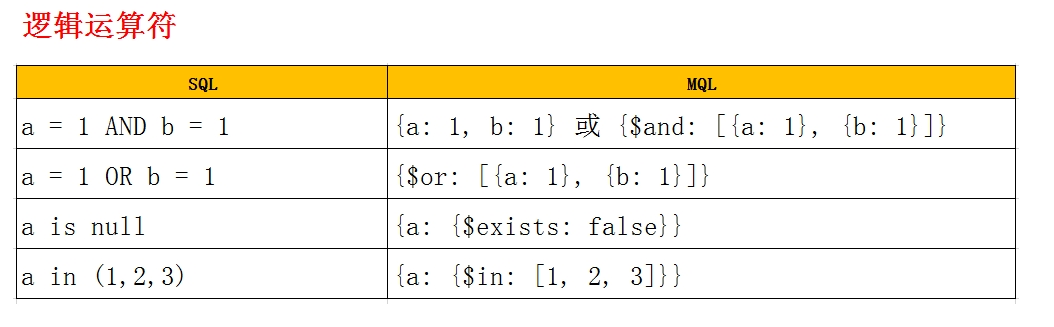 逻辑运算符
SQL MQL
a = 1 AND b = 1 {a: 1, b: 1} 或 {$and: [{a: 1}, {b: 1}]}
a = 1 OR b = 1 {$or: [{a: 1}, {b: 1}]}
a is null {a: {$exists: false}}
a in (1,2,3) {a: {$in: [1, 2, 3]}}